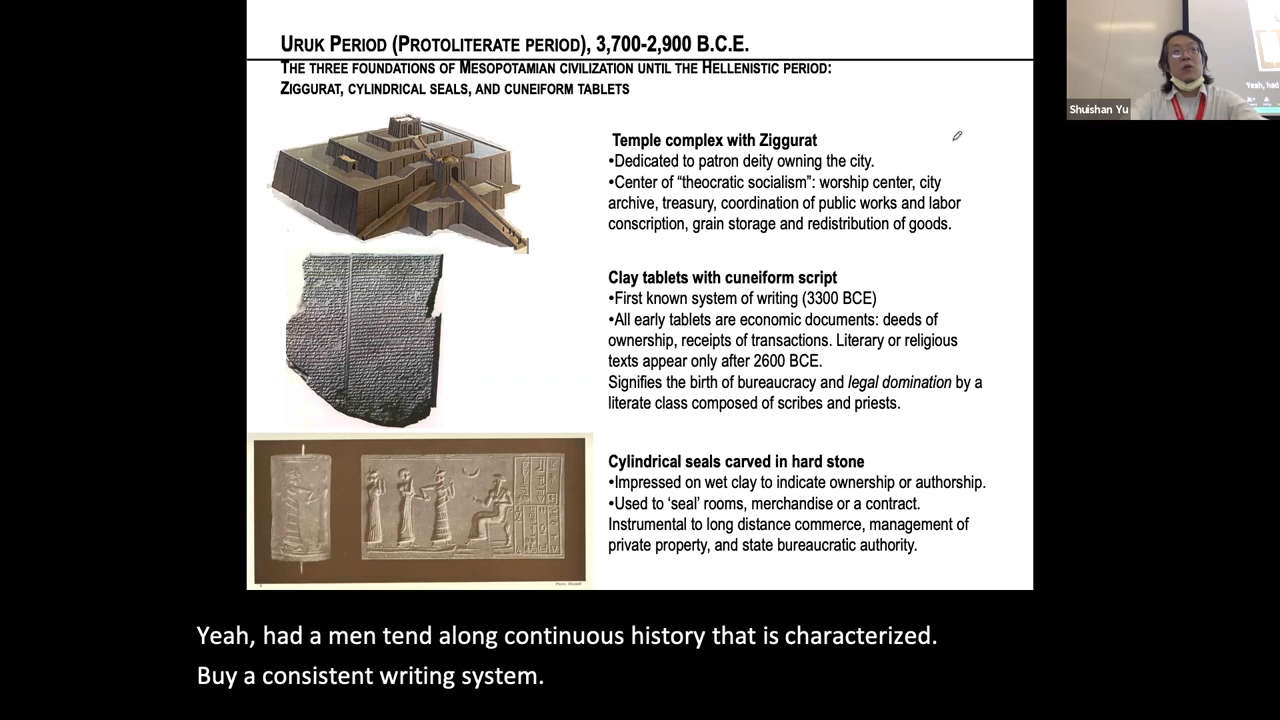 URUK PERIOD (PROTOLITERATE PERIOD), 3,700-2,900 B.C.E.
THE THREE FOUNDATIONS OF MESOPOTAMIAN CIVILIZATION UNTIL THE HELLENISTIC PERIOD:
ZIGGURAT, CYLINDRICAL SEALS, AND CUNEIFORM TABLETS
Temple complex with Ziggurat
•Dedicated to patron deity owning the city.
•Center of “theocratic socialism”: worship center, city
archive, treasury, coordination of public works and labor
conscription, grain storage and redistribution of goods.
Clay tablets with cuneiform script
•First known system of writing (3300 BCE)
•All early tablets are economic documents: deeds of
ownership, receipts of transactions. Literary or religious
texts appear only after 2600 BCE.
Signifies the birth of bureaucracy and legal domination by a
literate class composed of scribes and priests.
Cylindrical seals carved in hard stone
•Impressed on wet clay to indicate ownership or authorship.
•Used to ‘seal’ rooms, merchandise or a contract.
Instrumental to long distance commerce, management of
private property, and state bureaucratic authority.
Shuishan Yu
Yeah, had
Yeah, had a men tend along continuous history that is characterized.
Buy a consistent writing system.